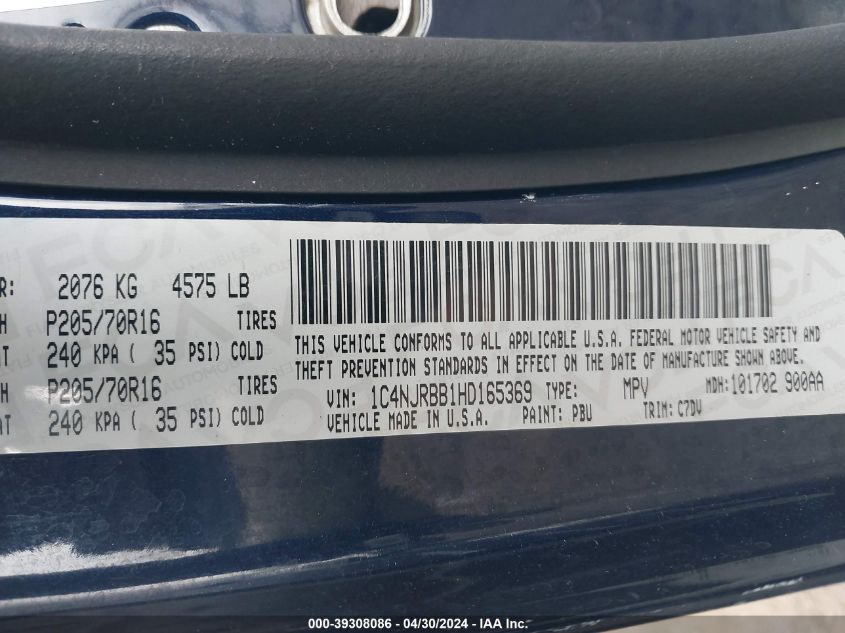 R: 2076 KG 4575 LB
H P205/70R16 TIRES
AT 240 KPA ( 35 PSI) COLD
H P205/70R16 TIRES
AT 240 KPA ( 35 PSI) COLD
THIS VEHICLE CONFORMS TO ALL APPLICABLE U.S.A. FEDERAL MOTOR VEHICLE SAFETY AND
THEFT PREVENTION STANDARDS IN EFFECT ON THE DATE OF MANUFACTURE SHOWN ABOVE.
VIN: 1C4NJRBB1HD165369 TYPE: MPV MDH:101702 900AA
VEHICLE MADE IN U.S.A. PAINT: PBU TRIM: C7DV
000-39308086 - 04/30/2024 - IAA Inc.